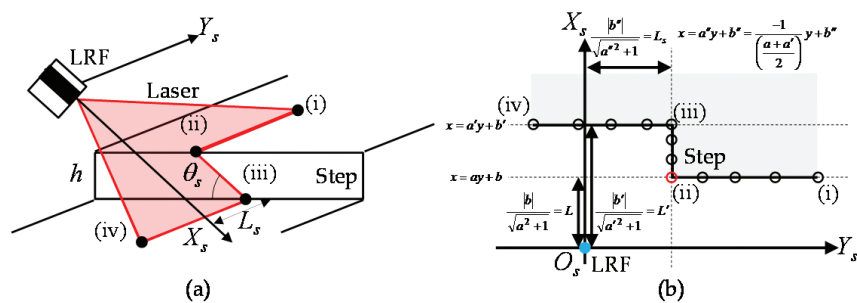 Y_s
LRF
Laser
(i)
(ii)
h
θ_s
(iii)
Step
L_s
(iv)
X_s
(a)
X_s
|b″| / √(a″² + 1) = L_s
x = a″y + b″ = −1 / ((a + a′) / 2) y + b″
(iv)
(iii)
x = a′y + b′
Step
x = ay + b
(ii)
(i)
|b| / √(a² + 1) = L
|b′| / √(a′² + 1) = L′
O_s
LRF
Y_s
(b)